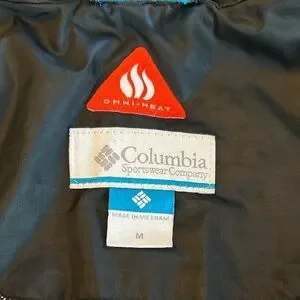 OMNI-HEAT
Columbia
Sportswear Company
MADE IN VIETNAM
M